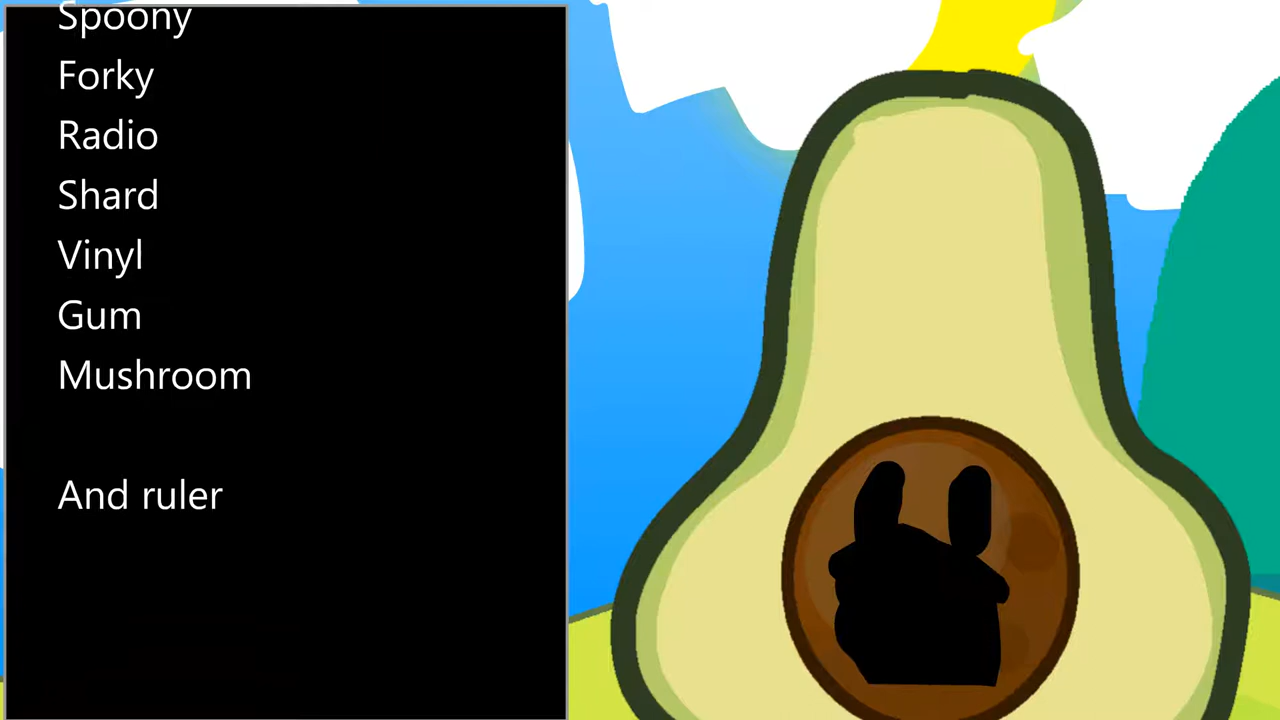 Spoony
Forky
Radio
Shard
Vinyl
Gum
Mushroom
And ruler